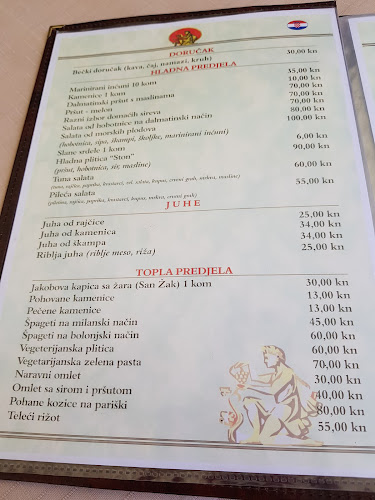 DORUČAK
Bečki doručak (kava, čaj, namazi, kruh) 30,00 kn
HLADNA PREDJELA
Marinirani inćuni 10 kom 35,00 kn
Kamenice 1 kom 10,00 kn
Dalmatinski pršut s maslinama 70,00 kn
Pršut - melon 70,00 kn
Razni izbor domaćih sireva 70,00 kn
Salata od hobotnice na dalmatinski način 80,00 kn
Salata od morskih plodova 100,00 kn
(hobotnica, sipa, škampi, školjke, marinirani inćuni)
Slane srdele 1 kom 6,00 kn
Hladna plitica "Ston" 90,00 kn
(pršut, hobotnica, sir, masline)
Tuna salata 60,00 kn
Pileća salata 55,00 kn
JUHE
Juha od rajčice 25,00 kn
Juha od kamenica 34,00 kn
Juha od škampa 34,00 kn
Riblja juha (riblje meso, riža) 25,00 kn
TOPLA PREDJELA
Jakobova kapica sa žara (San Žak) 1 kom 30,00 kn
Pohovane kamenice 13,00 kn
Pečene kamenice 13,00 kn
Špageti na milanski način 45,00 kn
Špageti na bolonjski način 60,00 kn
Vegeterijanska plitica 60,00 kn
Vegetarijanska zelena pasta 70,00 kn
Naravni omlet 30,00 kn
Omlet sa sirom i pršutom 40,00 kn
Pohane kozice na pariški 80,00 kn
Teleći rižot 55,00 kn